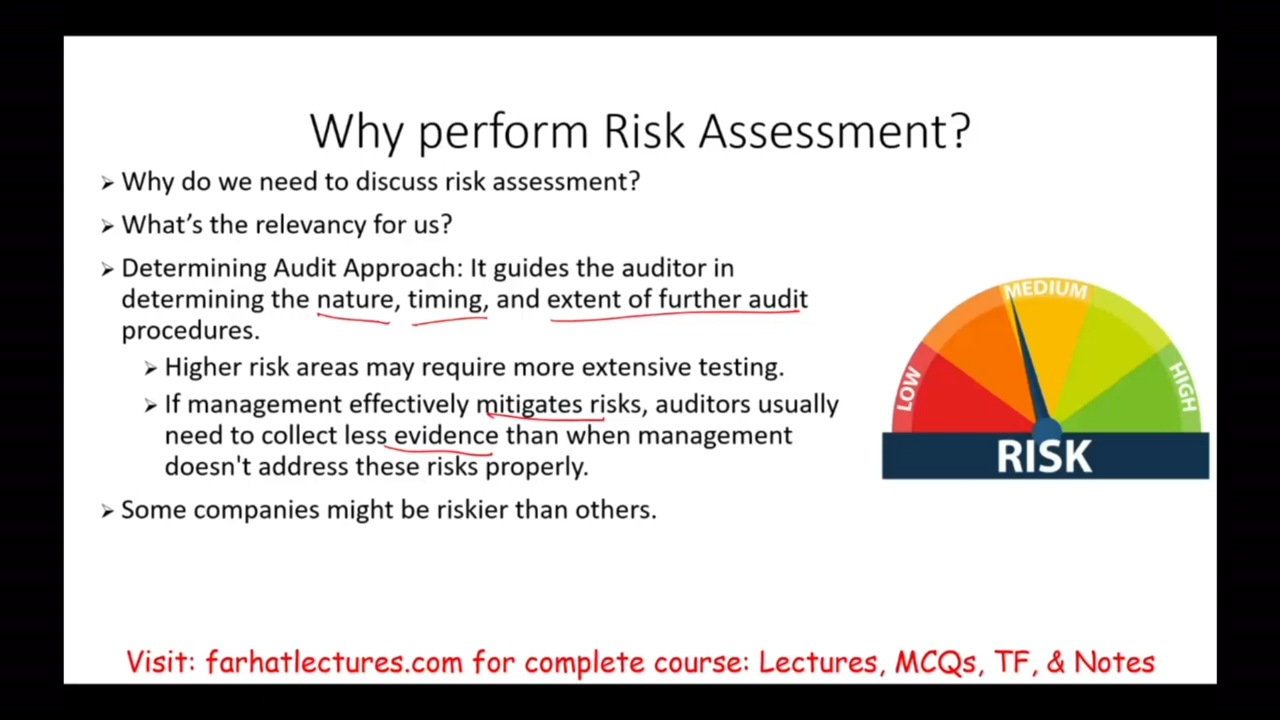 Why perform Risk Assessment?
➢ Why do we need to discuss risk assessment?
➢ What's the relevancy for us?
➢ Determining Audit Approach: It guides the auditor in
determining the nature, timing, and extent of further audit
procedures.
➢ Higher risk areas may require more extensive testing.
➢ If management effectively mitigates risks, auditors usually
need to collect less evidence than when management
doesn't address these risks properly.
➢ Some companies might be riskier than others.
LOW
MEDIUM
HIGH
RISK
Visit: farhatlectures.com for complete course: Lectures, MCQs, TF, & Notes